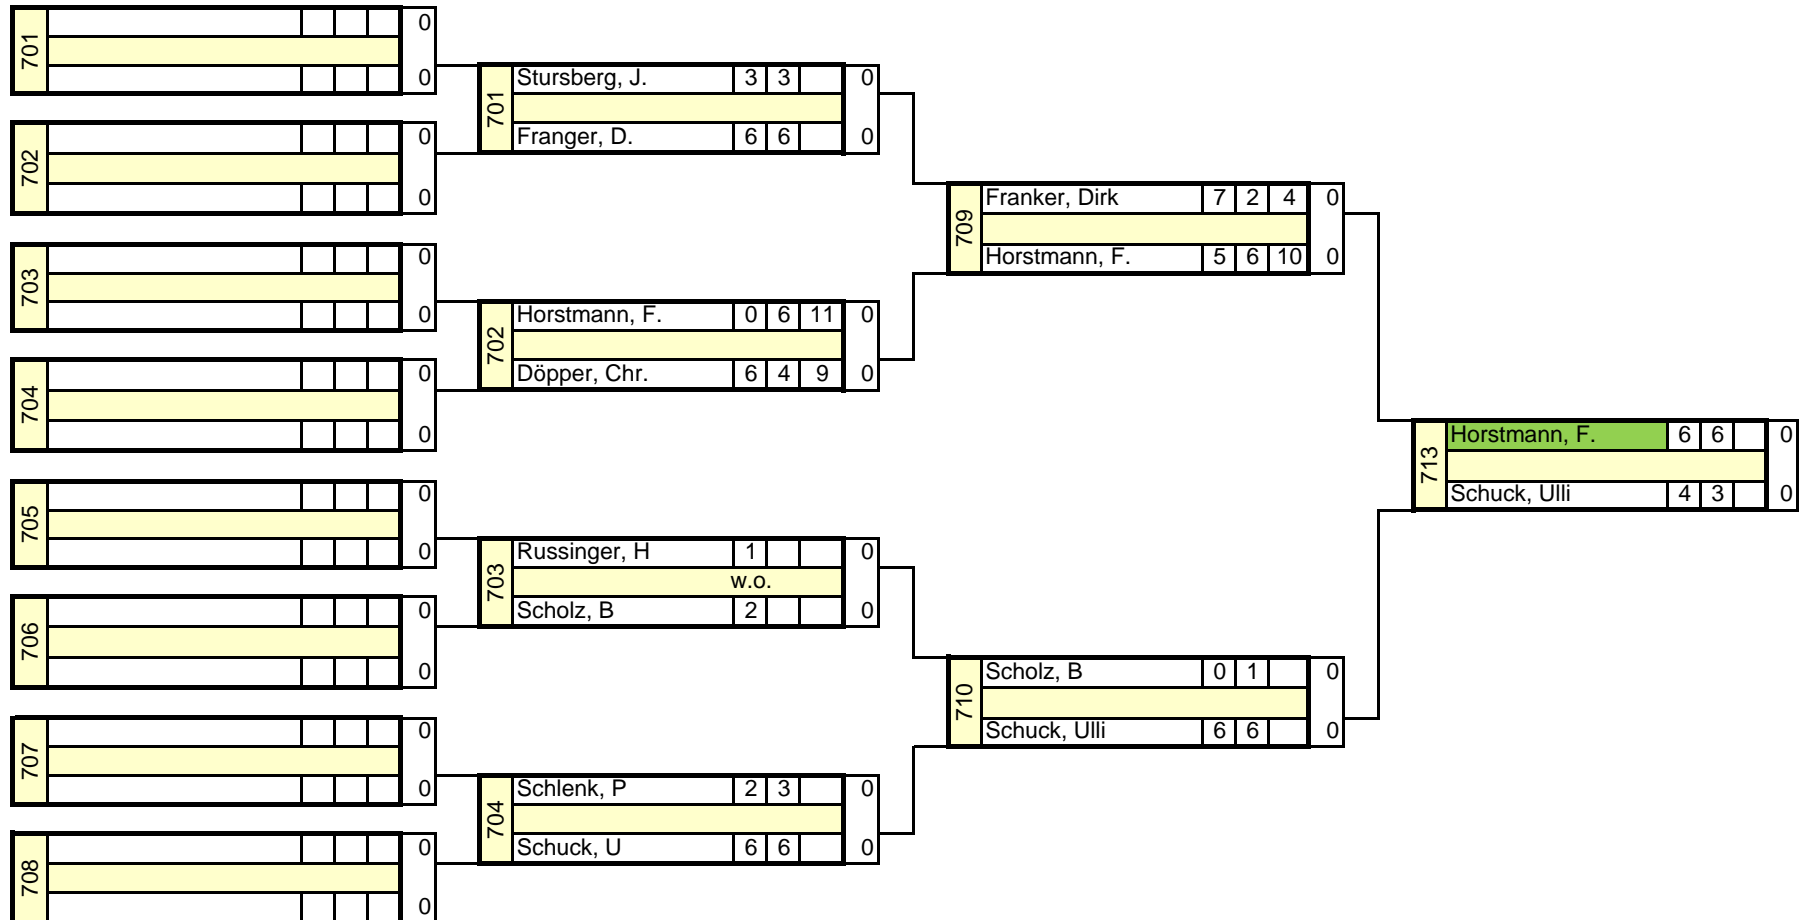 701 0
0
702 0
0
703 0
0
704 0
0
705 0
0
706 0
0
707 0
0
708 0
0
701 Stursberg, J. 3 3 0
Franger, D. 6 6 0
702 Horstmann, F. 0 6 11 0
Döpper, Chr. 6 4 9 0
703 Russinger, H 1 0
w.o.
Scholz, B 2 0
704 Schlenk, P 2 3 0
Schuck, U 6 6 0
709 Franker, Dirk 7 2 4 0
Horstmann, F. 5 6 10 0
710 Scholz, B 0 1 0
Schuck, Ulli 6 6 0
713 Horstmann, F. 6 6 0
Schuck, Ulli 4 3 0